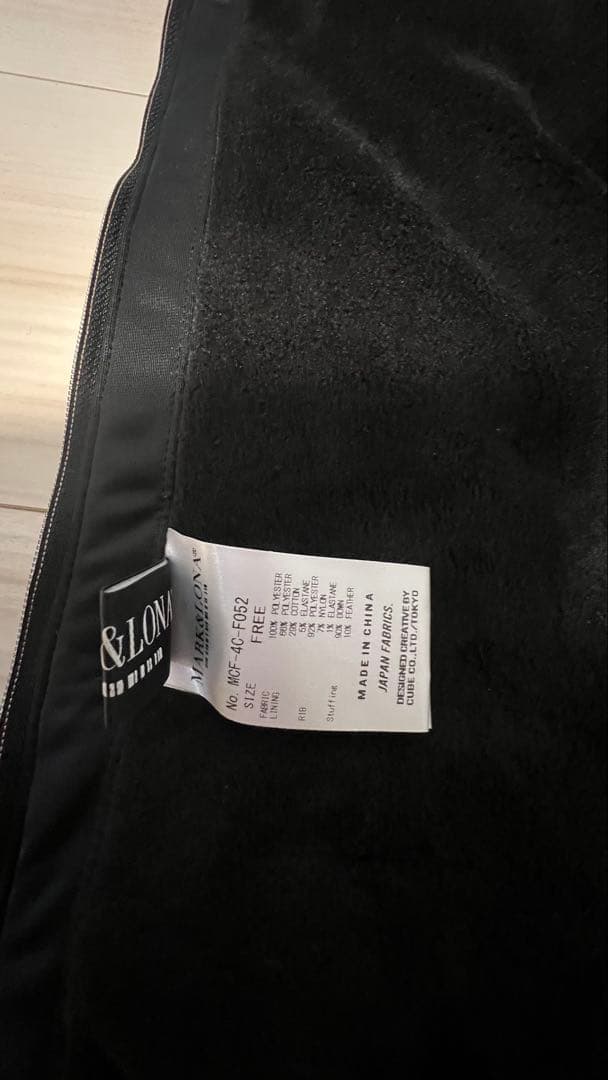 &LONA
MARK&LONA
No. MCF-4C-F052
SIZE FREE
FABRIC 100% POLYESTER
LINING 66% POLYESTER
29% COTTON
5% ELASTANE
RIB 92% POLYESTER
7% NYLON
1% ELASTANE
Stuffing 90% DOWN
10% FEATHER
MADE IN CHINA
JAPAN FABRICS.
DESIGNED CREATIVE BY
CUBE CO.,LTD./TOKYO